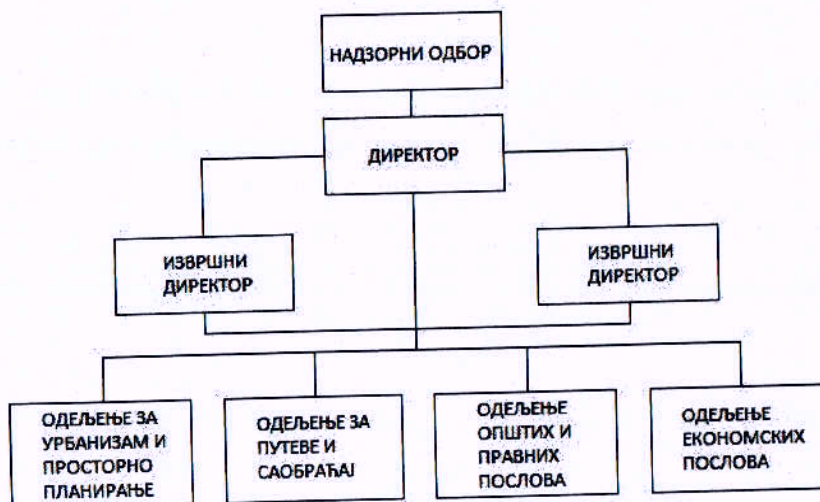 НАДЗОРНИ ОДБОР
ДИРЕКТОР
ИЗВРШНИ
ДИРЕКТОР
ИЗВРШНИ
ДИРЕКТОР
ОДЕЉЕЊЕ ЗА
УРБАНИЗАМ И
ПРОСТОРНО
ПЛАНИРАЊЕ
ОДЕЉЕЊЕ ЗА
ПУТЕВЕ И
САОБРАЋАЈ
ОДЕЉЕЊЕ
ОПШТИХ И
ПРАВНИХ
ПОСЛОВА
ОДЕЉЕЊЕ
ЕКОНОМСКИХ
ПОСЛОВА